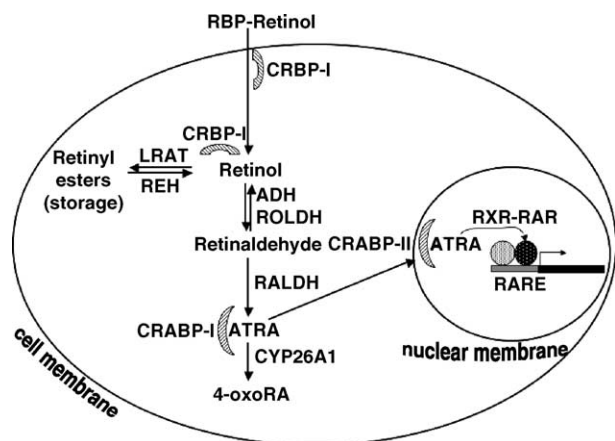 RBP-Retinol
CRBP-I
CRBP-I
Retinyl
esters
(storage)
LRAT
REH
Retinol
ADH
ROLDH
Retinaldehyde
CRABP-II
ATRA
RXR-RAR
RARE
RALDH
CRABP-I
ATRA
CYP26A1
4-oxoRA
cell membrane
nuclear membrane